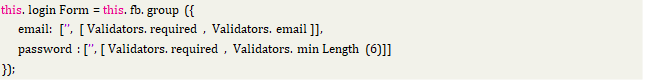 this. login Form = this. fb. group ({
email: ['', [ Validators. required , Validators. email ]],
password : ['', [ Validators. required , Validators. min Length (6)]]
});